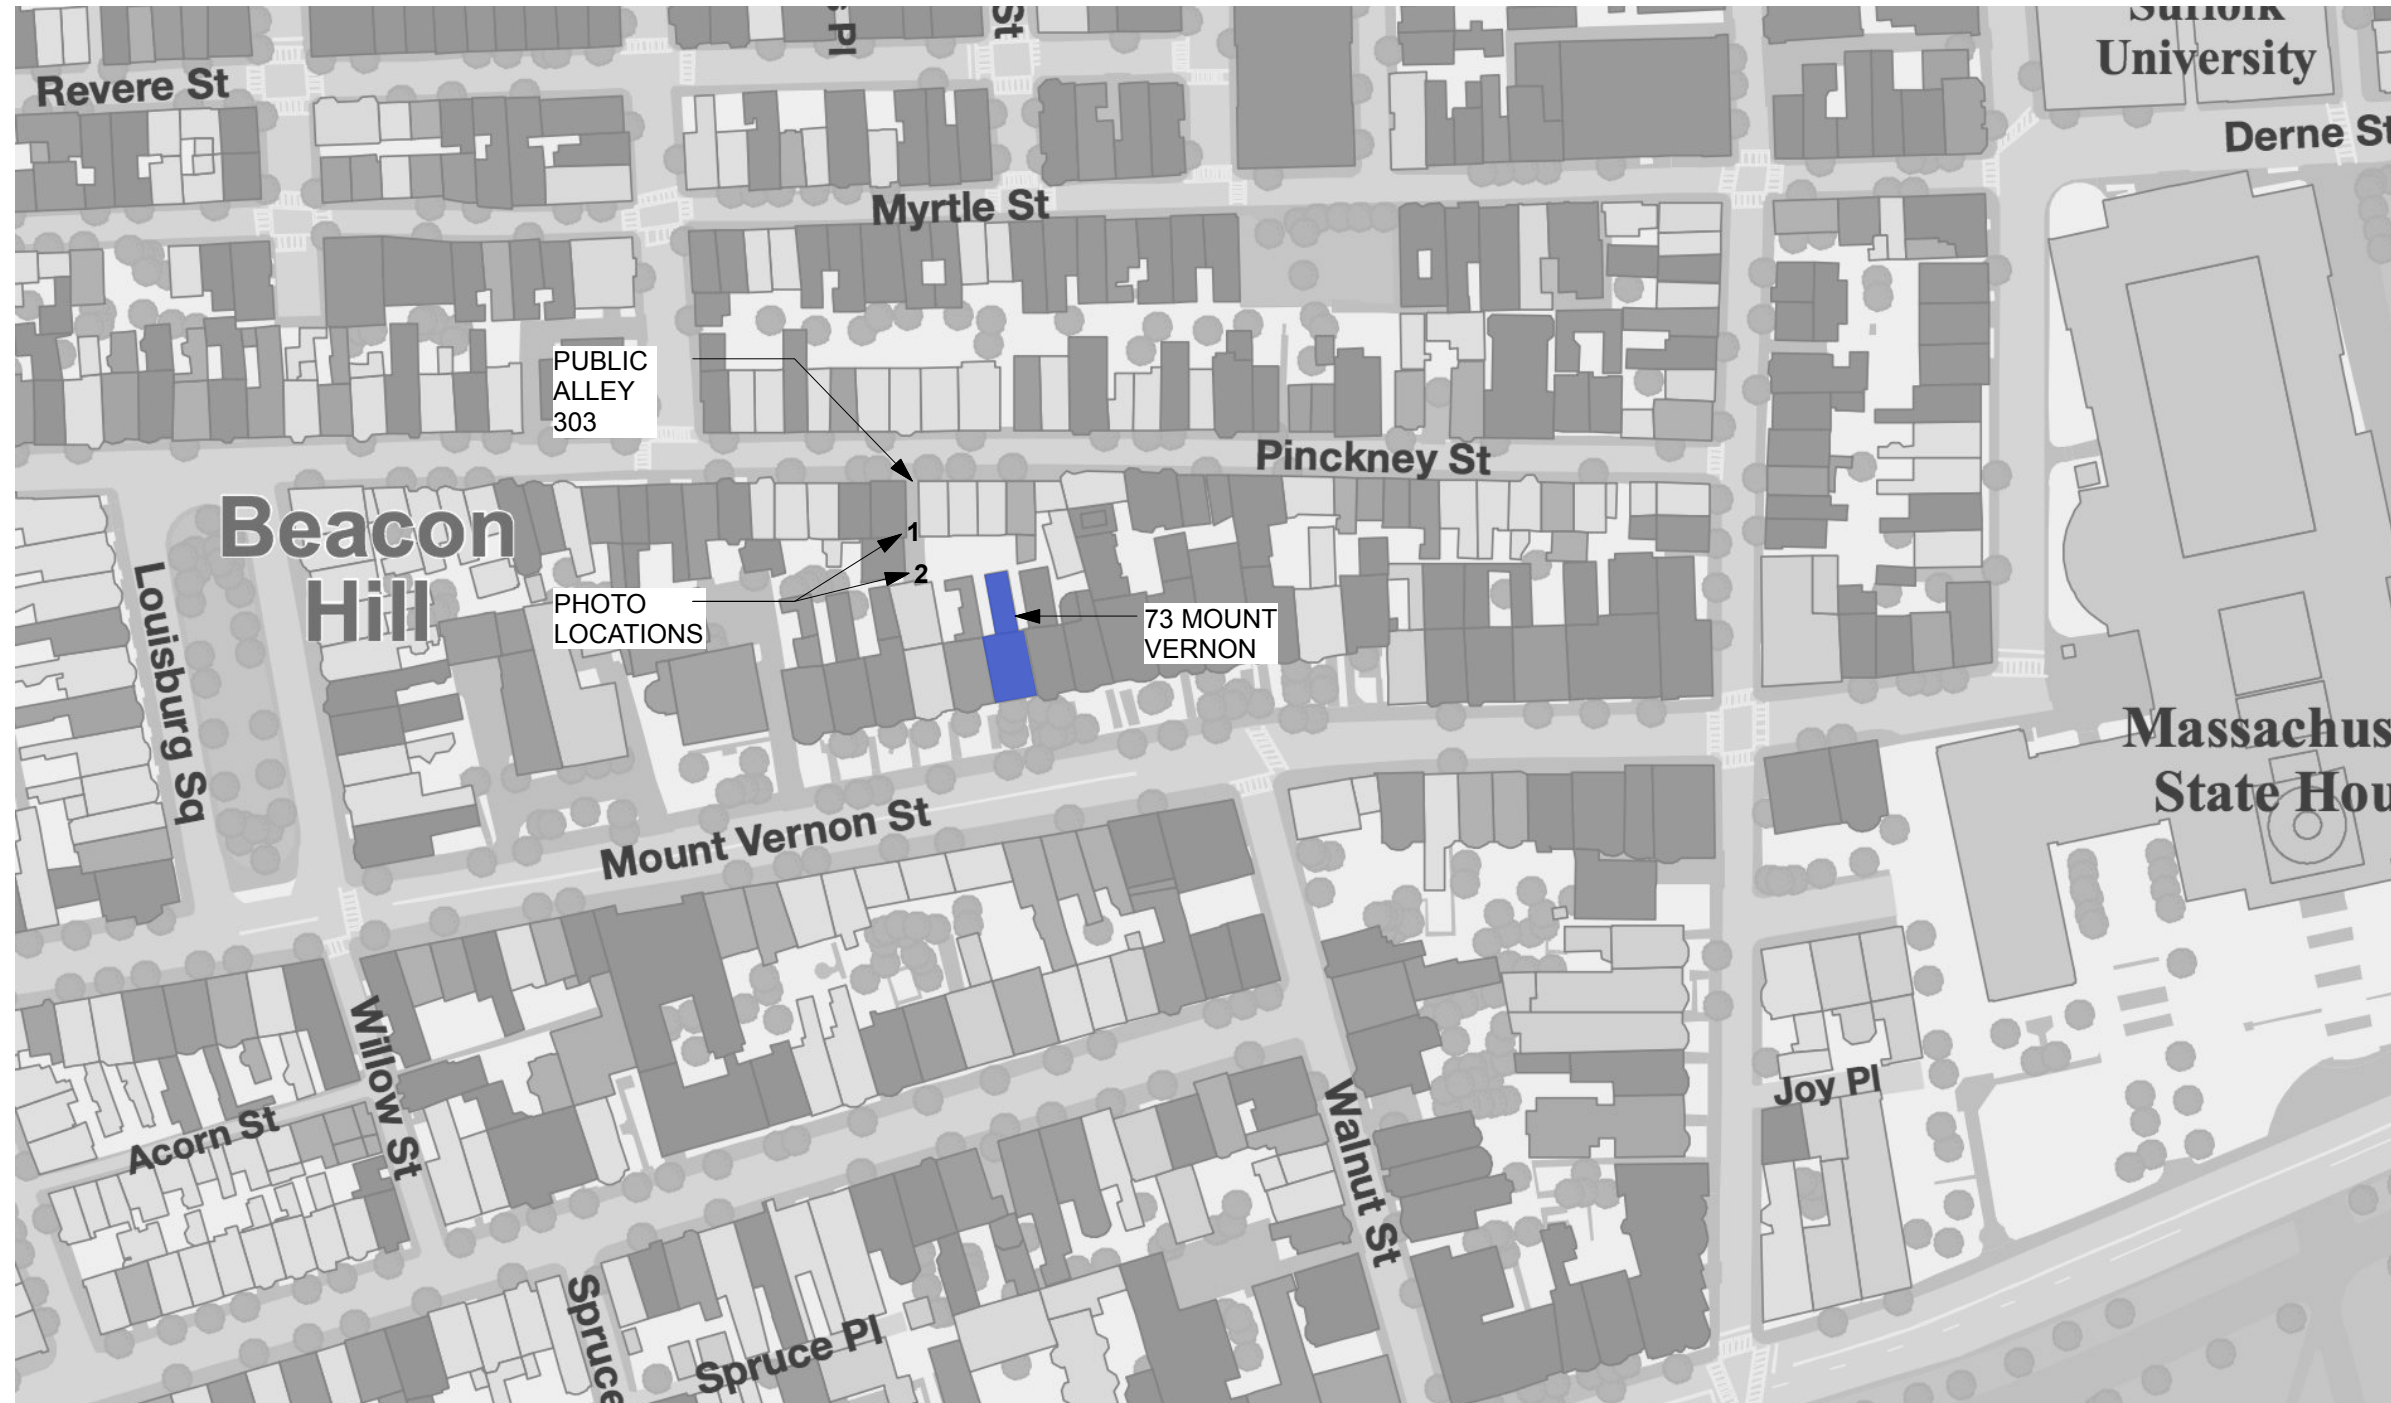 s Pl
St
Suffolk
University
Revere St
Derne St
Myrtle St
PUBLIC
ALLEY
303
Pinckney St
Beacon
Hill
1
2
PHOTO
LOCATIONS
73 MOUNT
VERNON
Louisburg Sq
Massachus
State Hou
Mount Vernon St
Willow St
Acorn St
Walnut St
Joy Pl
Spruce
Spruce Pl